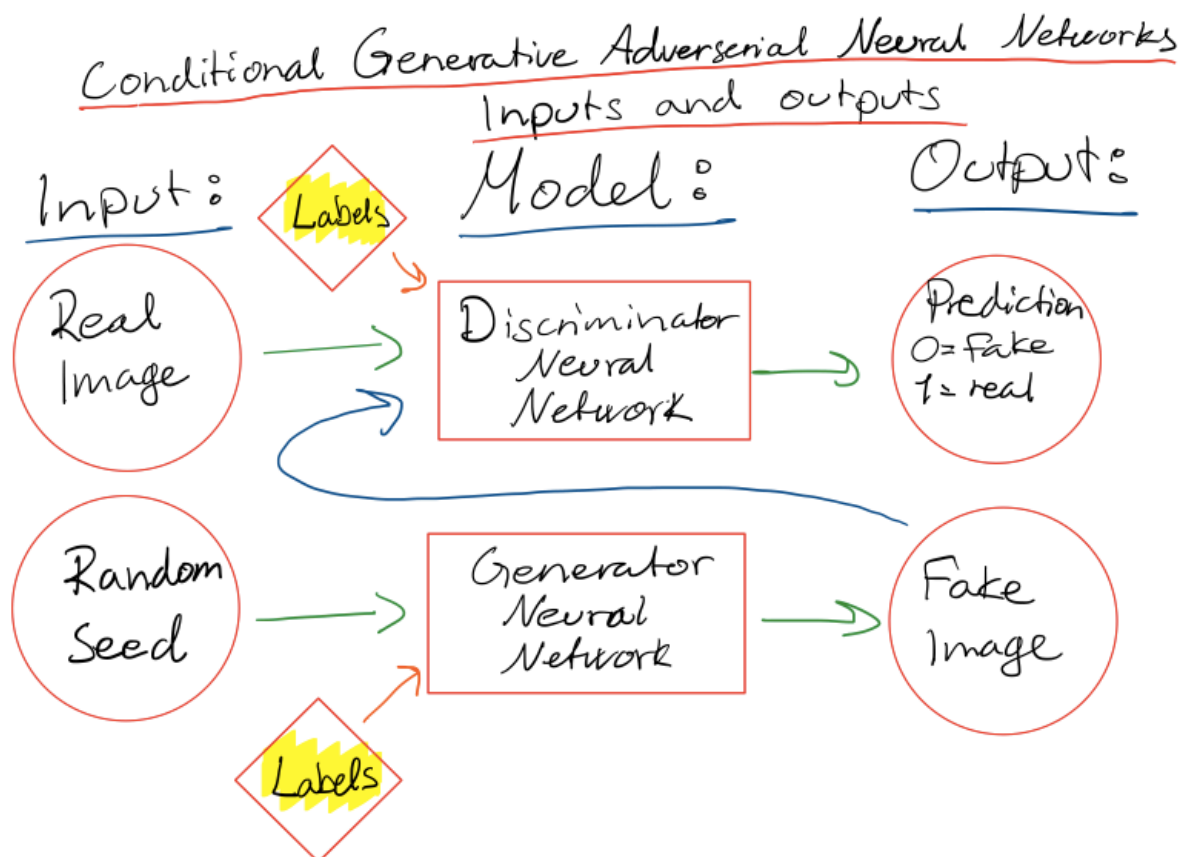 Conditional Generative Adverserial Neural Networks
Inputs and outputs
Input:
Labels
Model:
Output:
Real
Image
Discriminator
Neural
Network
Prediction
0=Fake
1=real
Random
Seed
Generator
Neural
Network
Fake
Image
Labels